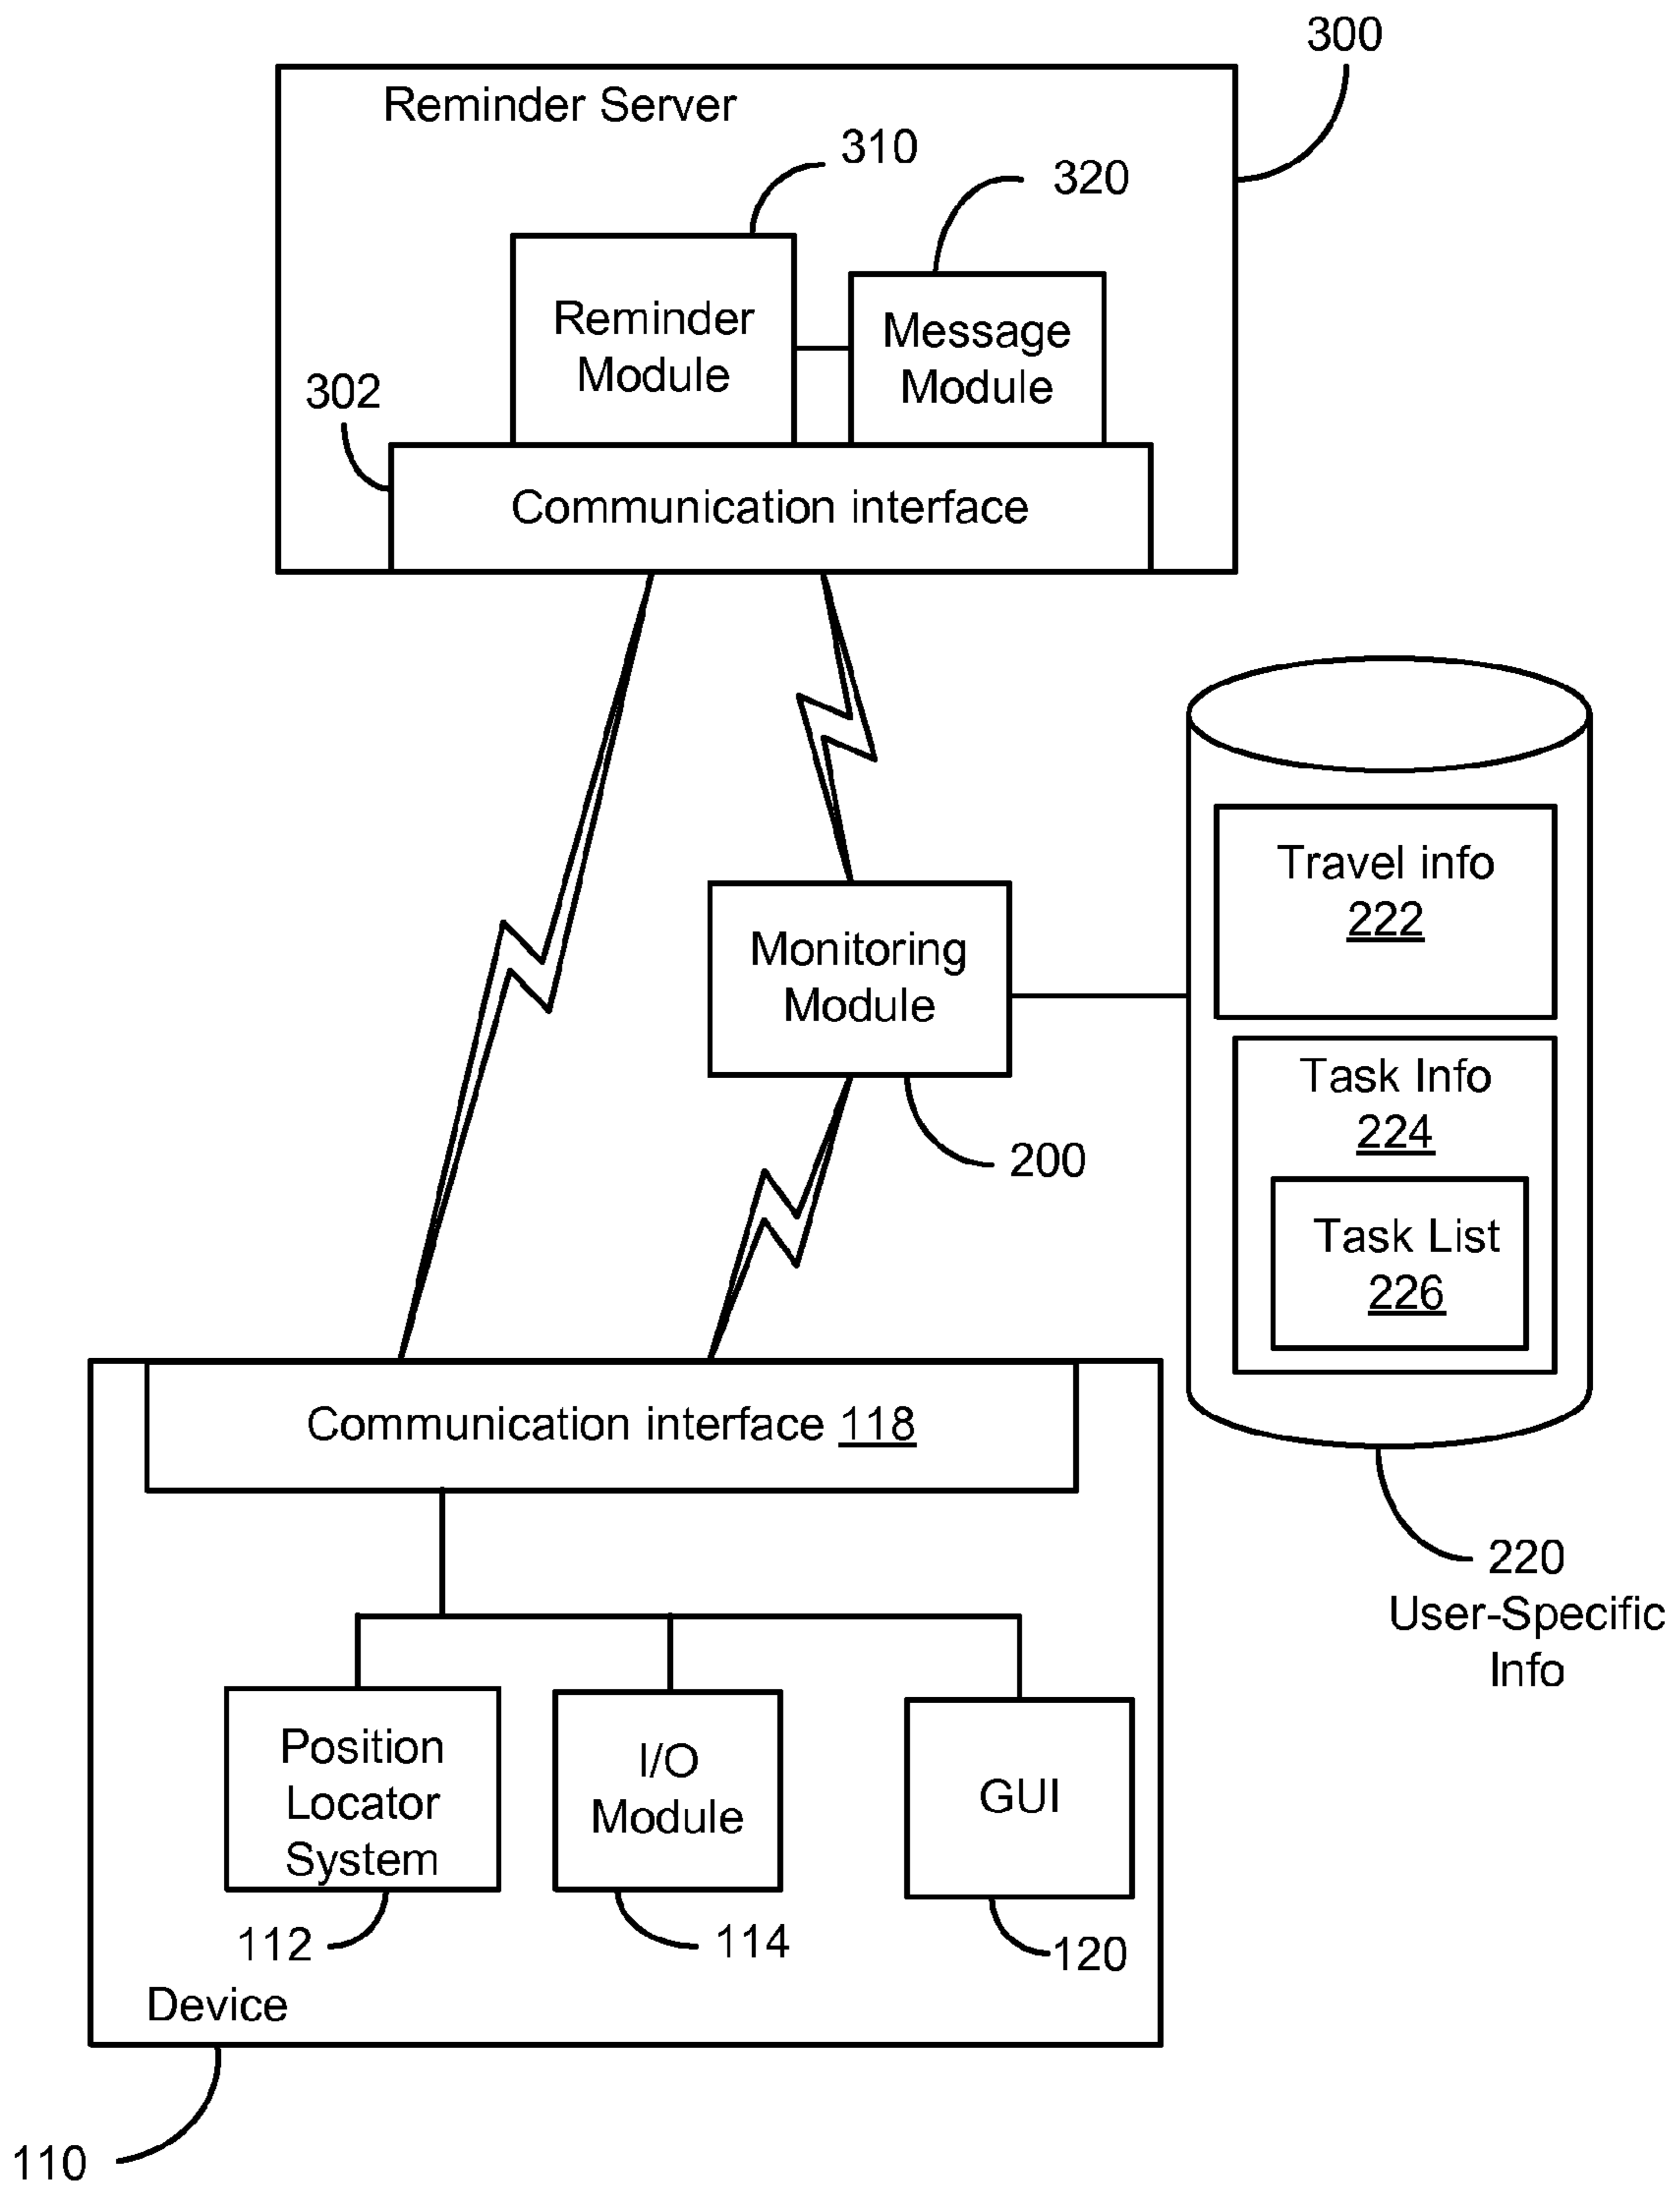 300
Reminder Server
310
320
Reminder
Module
Message
Module
302
Communication interface
Travel info
222
Monitoring
Module
Task Info
224
200
Task List
226
Communication interface 118
220
User-Specific
Info
Position
Locator
System
I/O
Module
GUI
112
114
120
Device
110